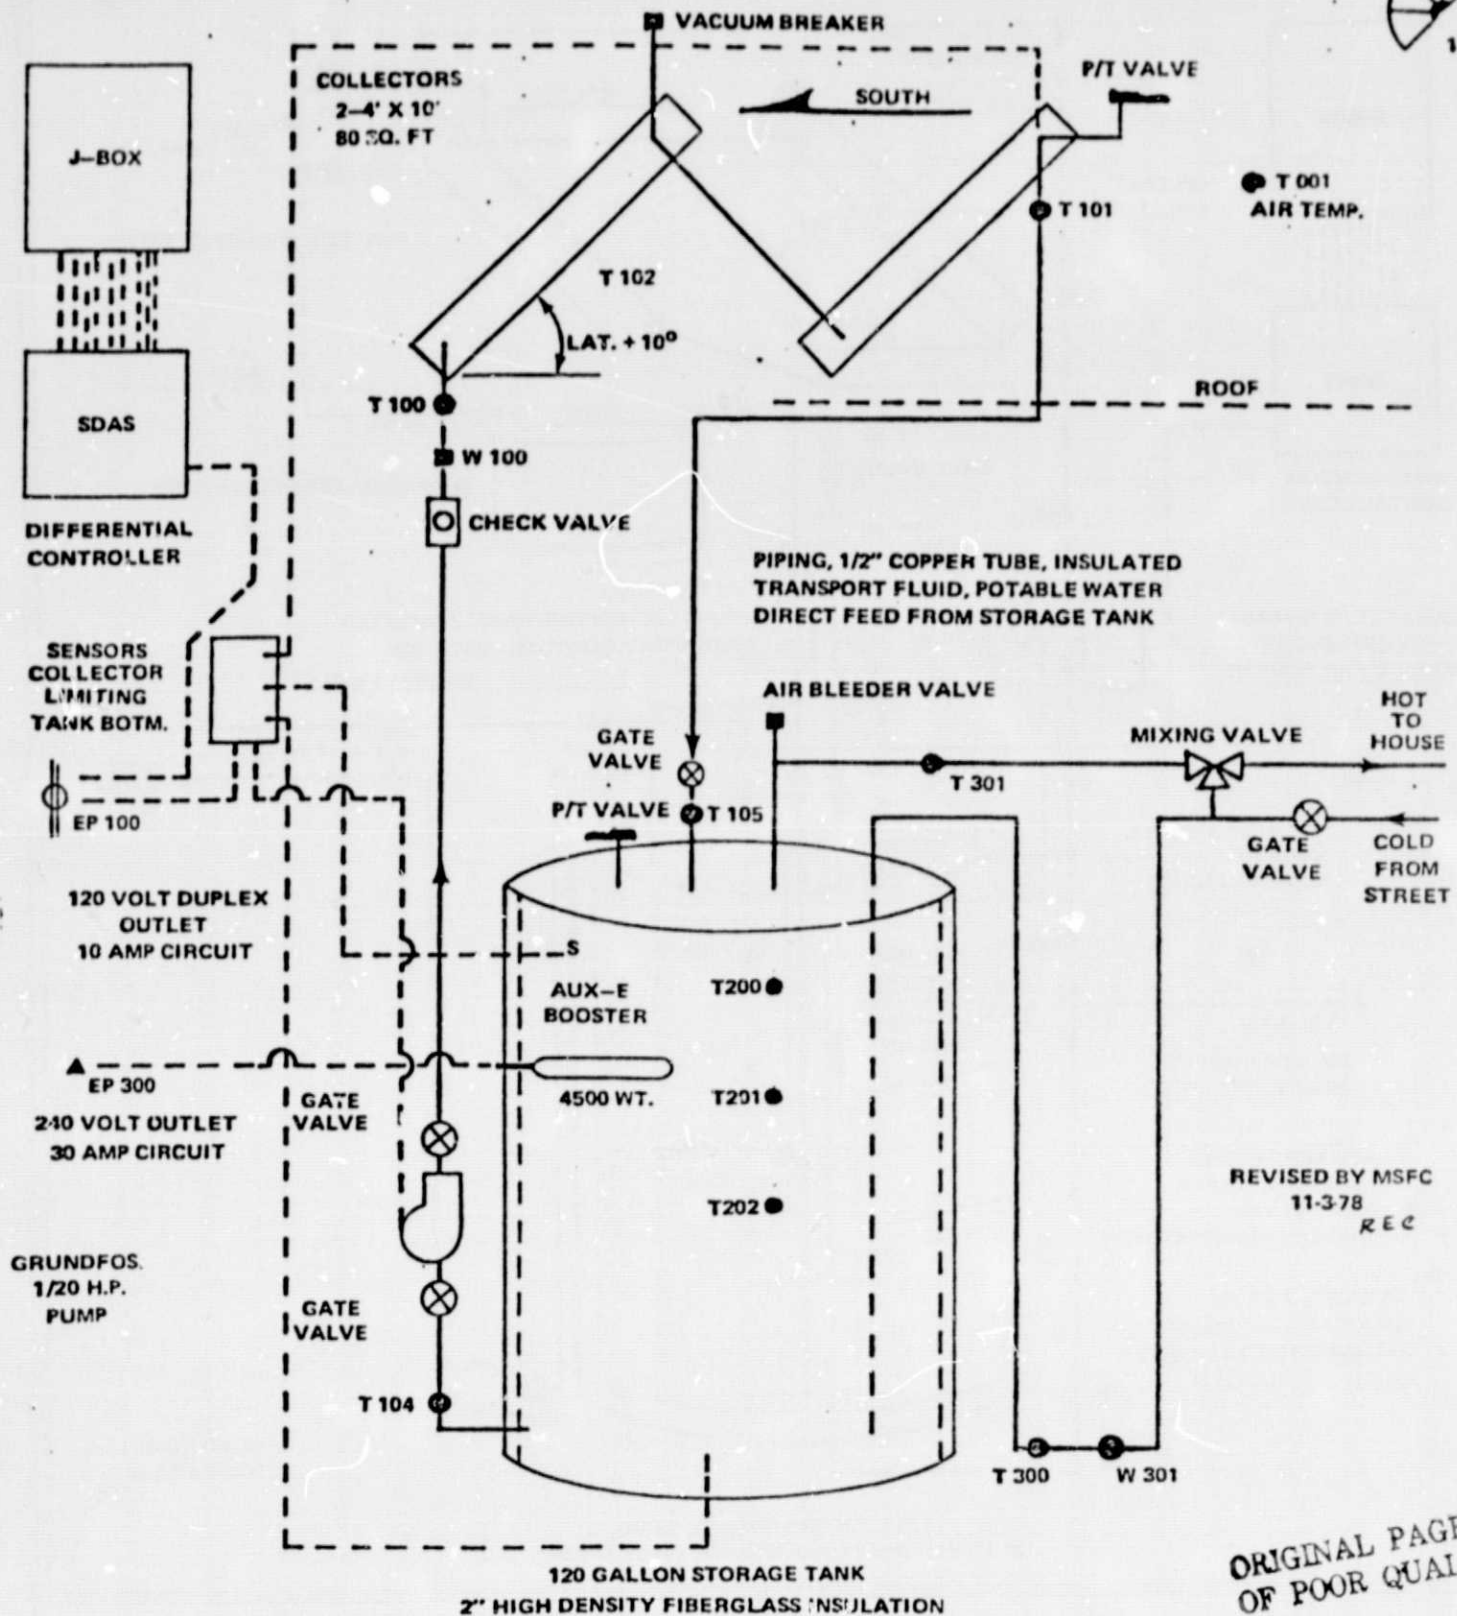 VACUUM BREAKER
COLLECTORS
2-4' X 10'
80 SQ. FT
SOUTH
P/T VALVE
1
J-BOX
T 001
AIR TEMP.
T 101
T 102
LAT. + 10°
T 100
ROOF
SDAS
W 100
CHECK VALVE
DIFFERENTIAL
CONTROLLER
PIPING, 1/2" COPPER TUBE, INSULATED
TRANSPORT FLUID, POTABLE WATER
DIRECT FEED FROM STORAGE TANK
SENSORS
COLLECTOR
LIMITING
TANK BOTM.
AIR BLEEDER VALVE
HOT
TO
HOUSE
GATE
VALVE
MIXING VALVE
T 301
P/T VALVE
T 105
EP 100
GATE
VALVE
COLD
FROM
STREET
120 VOLT DUPLEX
OUTLET
10 AMP CIRCUIT
S
AUX-E
BOOSTER
T200
EP 300
4500 WT.
T201
GATE
VALVE
240 VOLT OUTLET
30 AMP CIRCUIT
T202
REVISED BY MSFC
11-3-78
REC
GRUNDFOS.
1/20 H.P.
PUMP
GATE
VALVE
T 104
T 300
W 301
120 GALLON STORAGE TANK
2" HIGH DENSITY FIBERGLASS INSULATION
ORIGINAL PAGE
OF POOR QUAL